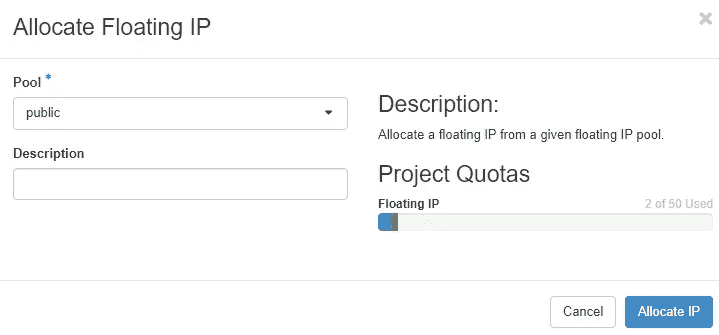 Allocate Floating IP
×
Pool *
public
Description
Description:
Allocate a floating IP from a given floating IP pool.
Project Quotas
Floating IP 2 of 50 Used
Cancel Allocate IP